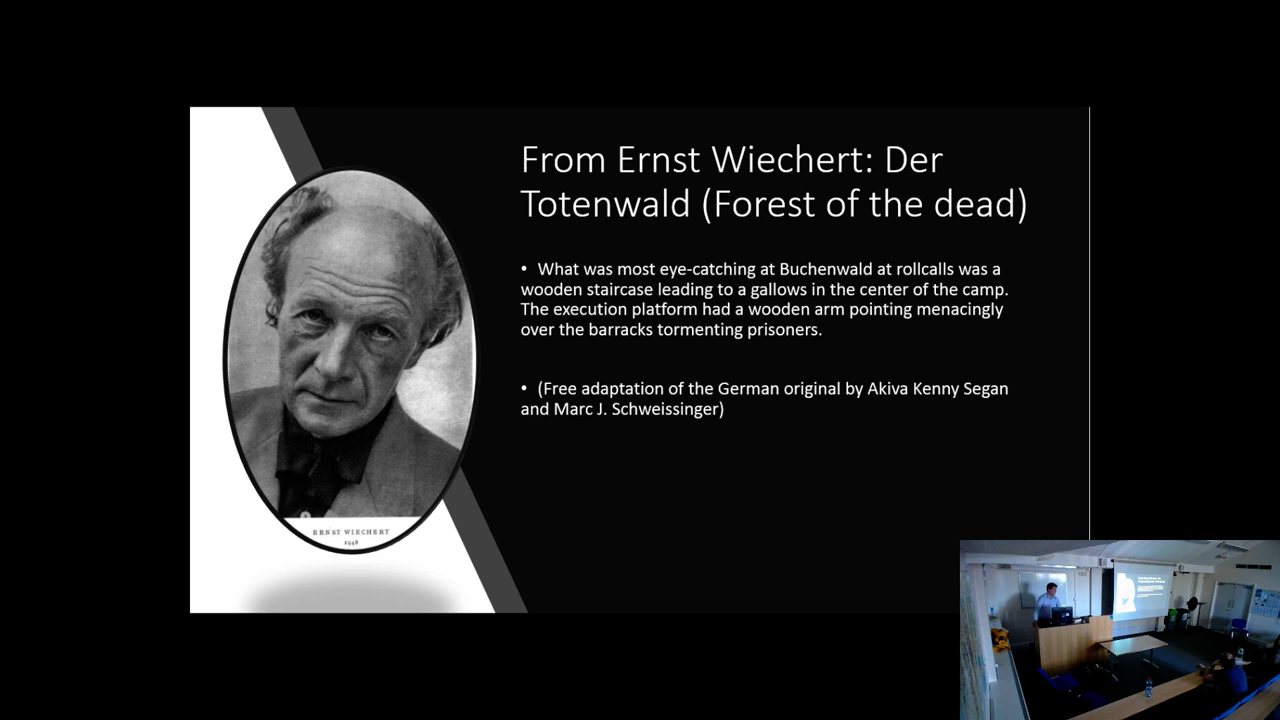 From Ernst Wiechert: Der
Totenwald (Forest of the dead)
• What was most eye-catching at Buchenwald at rollcalls was a
wooden staircase leading to a gallows in the center of the camp.
The execution platform had a wooden arm pointing menacingly
over the barracks tormenting prisoners.
• (Free adaptation of the German original by Akiva Kenny Segan
and Marc J. Schweissinger)
ERNST WIECHERT
1948